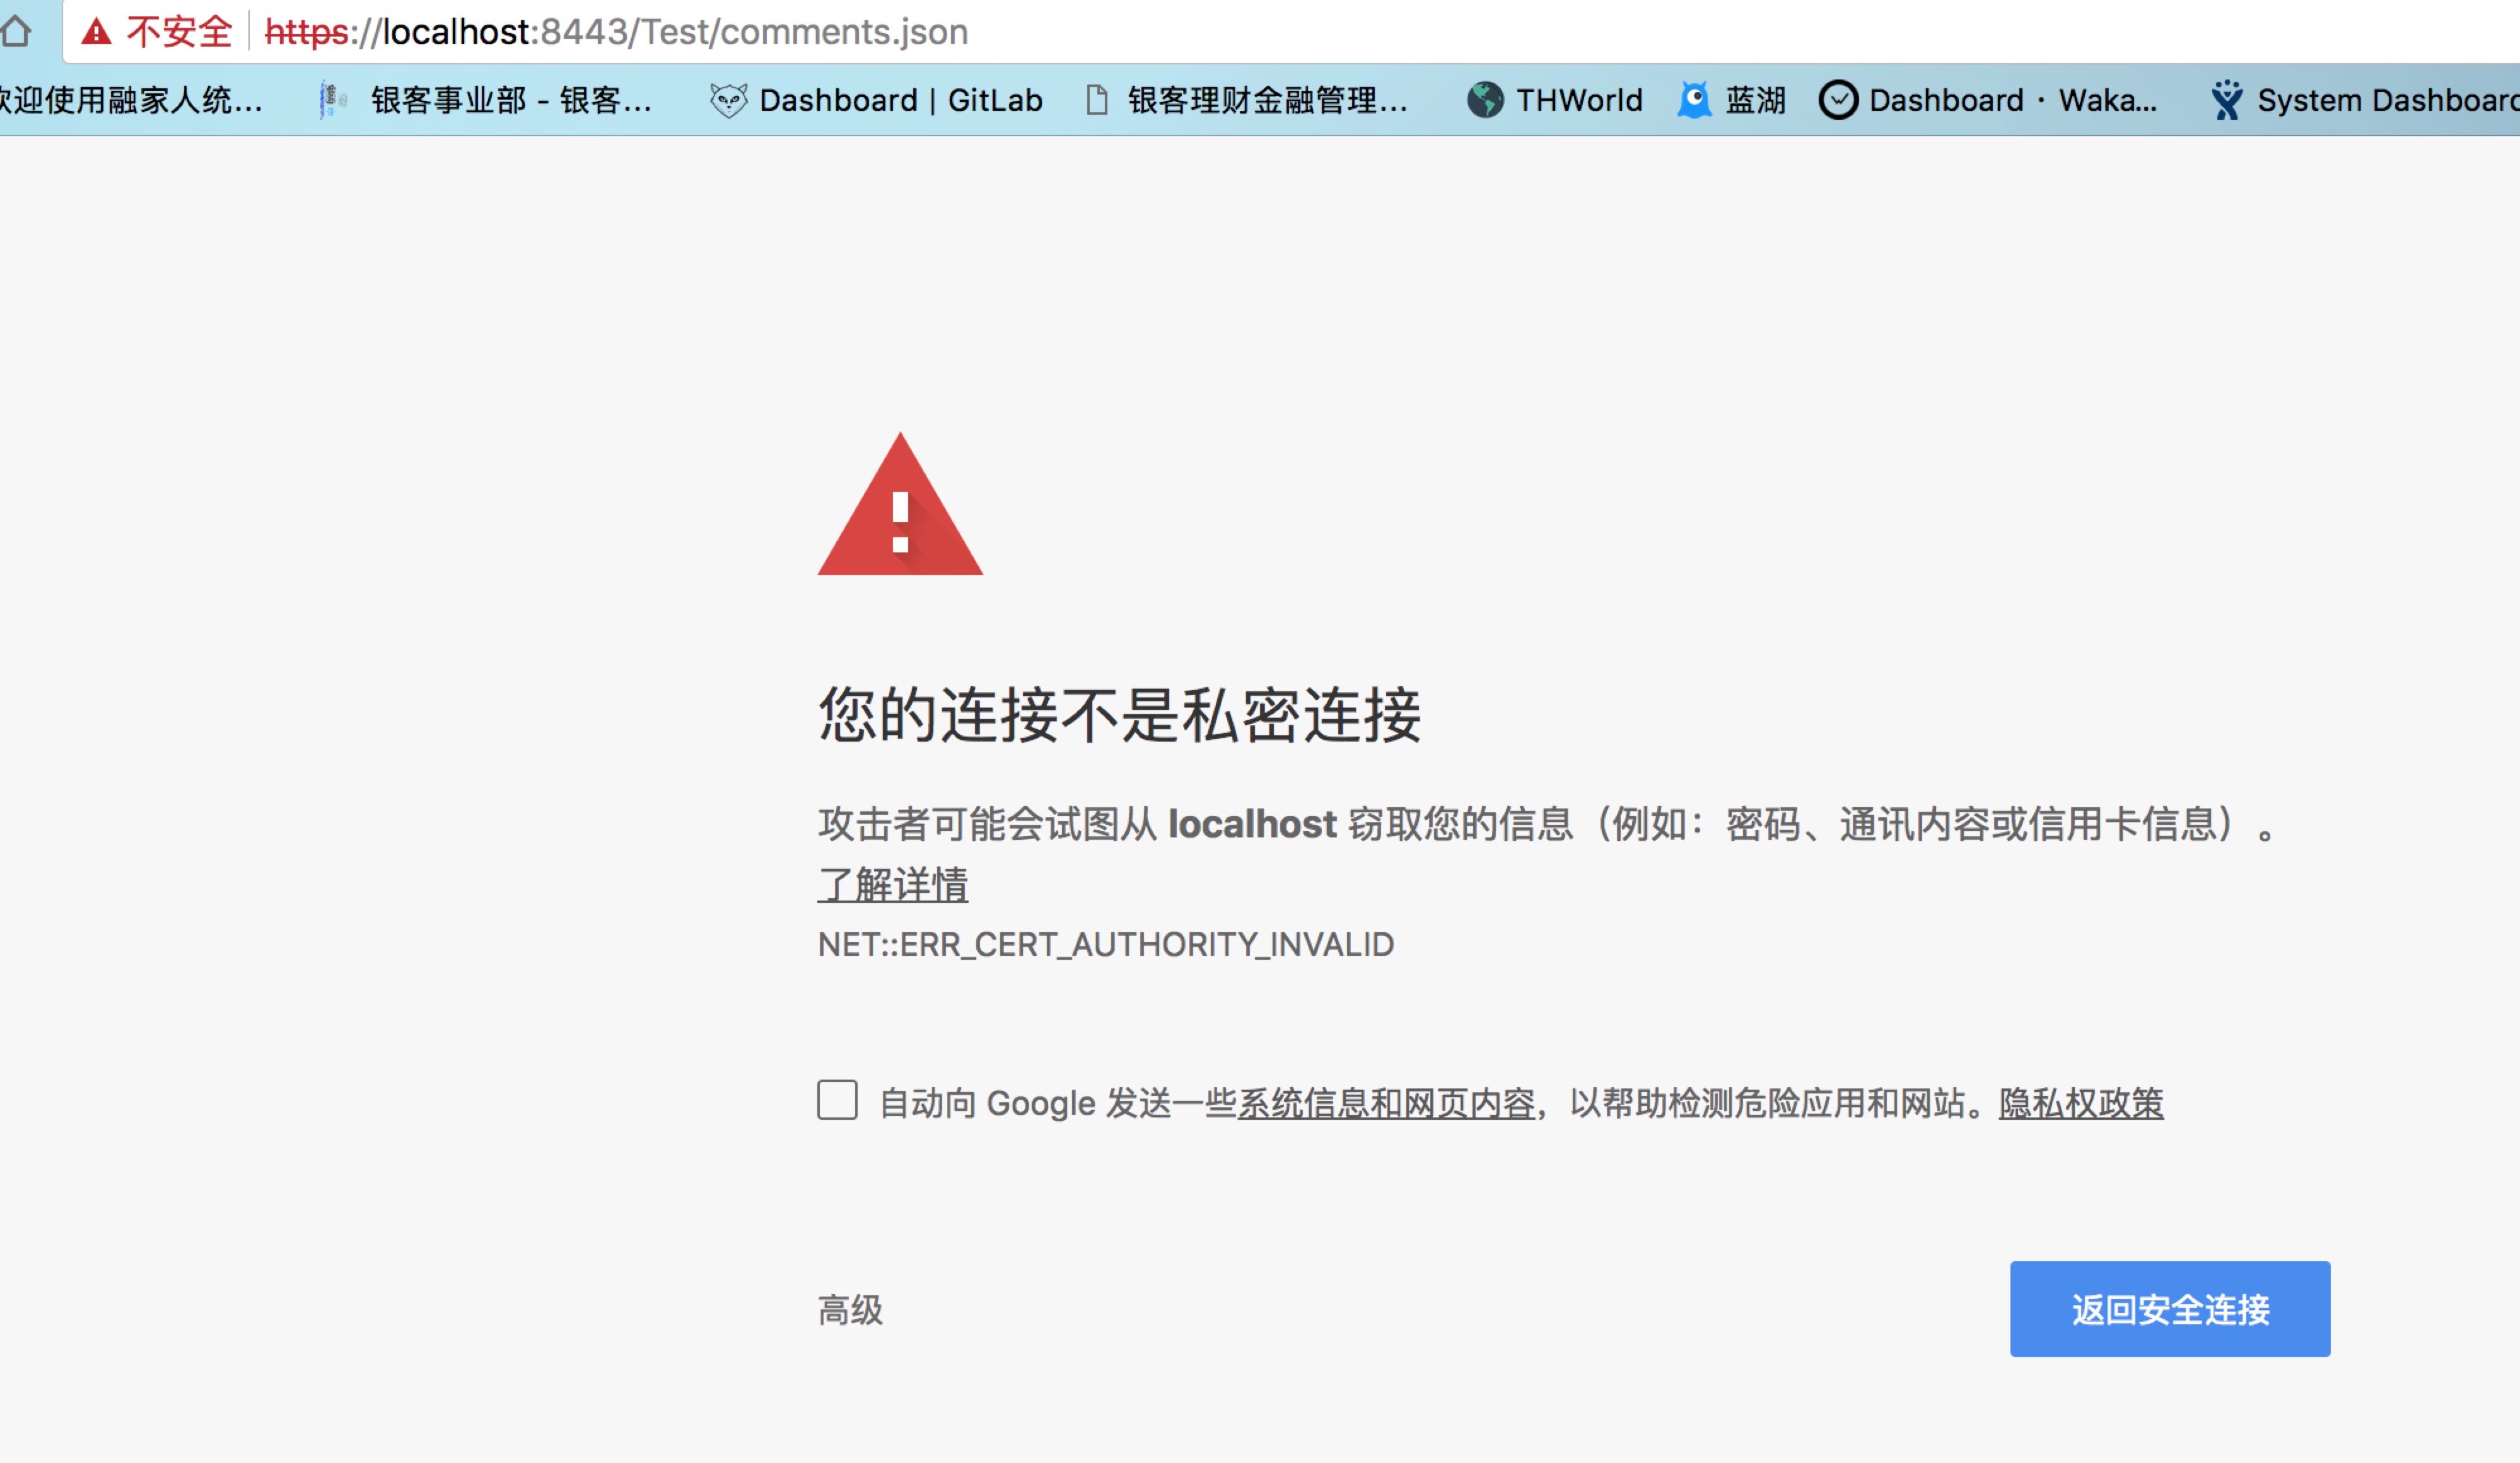 不安全 https://localhost:8443/Test/comments.json
欢迎使用融家人统... 银客事业部 - 银客... Dashboard | GitLab 银客理财金融管理... THWorld 蓝湖 Dashboard · Waka... System Dashboard
您的连接不是私密连接
攻击者可能会试图从 localhost 窃取您的信息（例如：密码、通讯内容或信用卡信息）。
了解详情
NET::ERR_CERT_AUTHORITY_INVALID
自动向 Google 发送一些系统信息和网页内容，以帮助检测危险应用和网站。隐私权政策
高级 返回安全连接